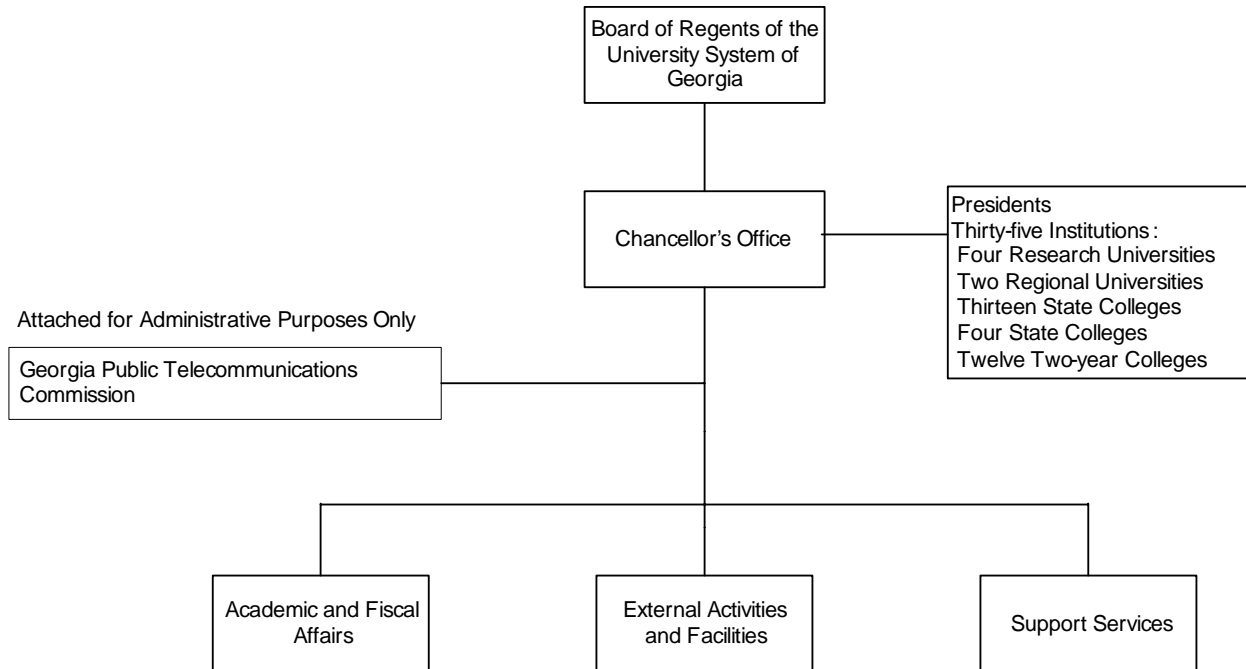 Board of Regents of the
University System of
Georgia
Chancellor's Office
Presidents
Thirty-five Institutions :
Four Research Universities
Two Regional Universities
Thirteen State Colleges
Four State Colleges
Twelve Two-year Colleges
Attached for Administrative Purposes Only
Georgia Public Telecommunications
Commission
Academic and Fiscal
Affairs
External Activities
and Facilities
Support Services